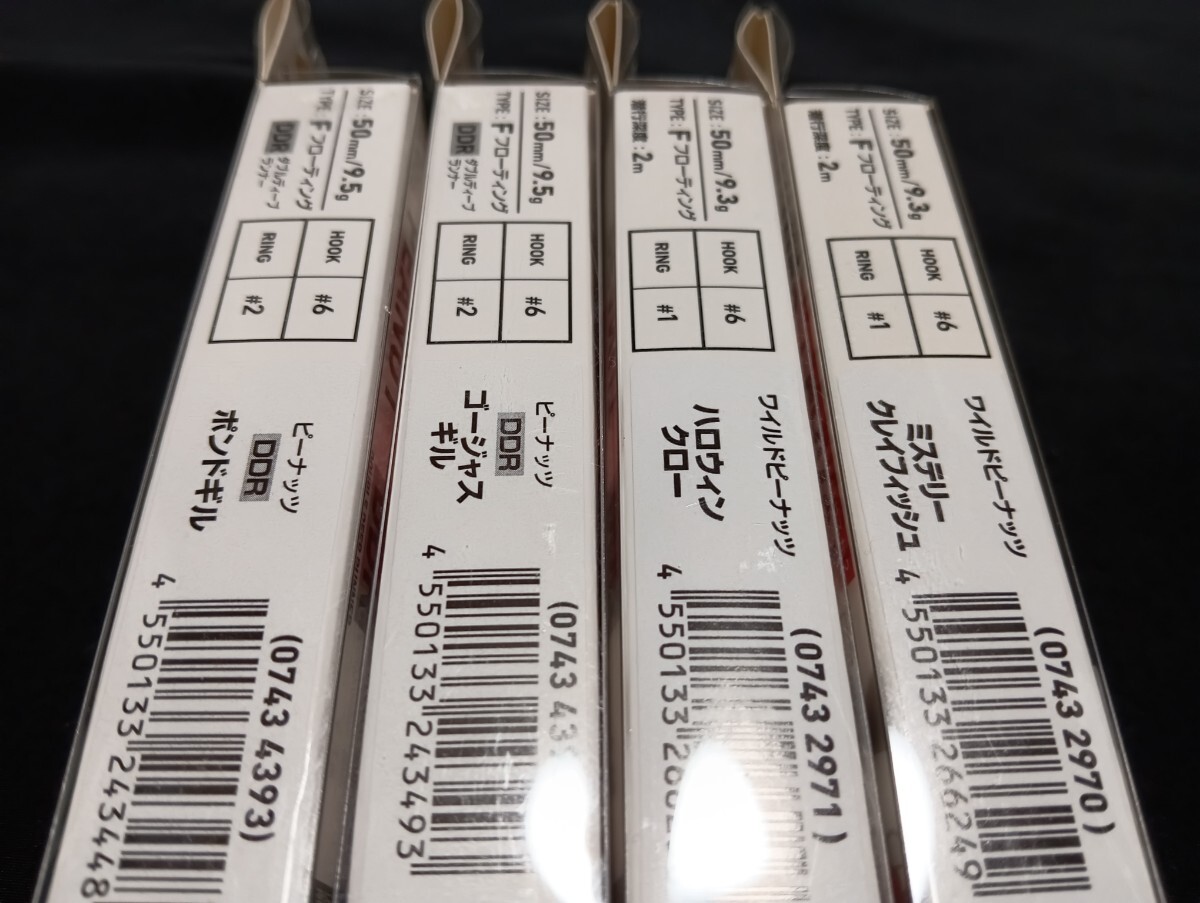 SIZE:50mm/9.5g
TYPE:Fフローティング
DDR ダブルディープ
ランナー
HOOK #6
RING #2
ピーナッツ
DDR
ポンドギル
4 550133 243448
(0743 4393)
SIZE:50mm/9.5g
TYPE:Fフローティング
DDR ダブルディープ
ランナー
HOOK #6
RING #2
ピーナッツ
DDR
ゴージャス
ギル
4 550133 243493
(0743
SIZE:50mm/9.3g
TYPE:Fフローティング
潜行深度:2m
HOOK #6
RING #1
ワイルドピーナッツ
ハロウィン
クロー
4 550133
(0743 2971)
SIZE:50mm/9.3g
TYPE:Fフローティング
潜行深度:2m
HOOK #6
RING #1
ワイルドピーナッツ
ミステリー
クレイフィッシュ
4 550133 266249
(0743 2970)